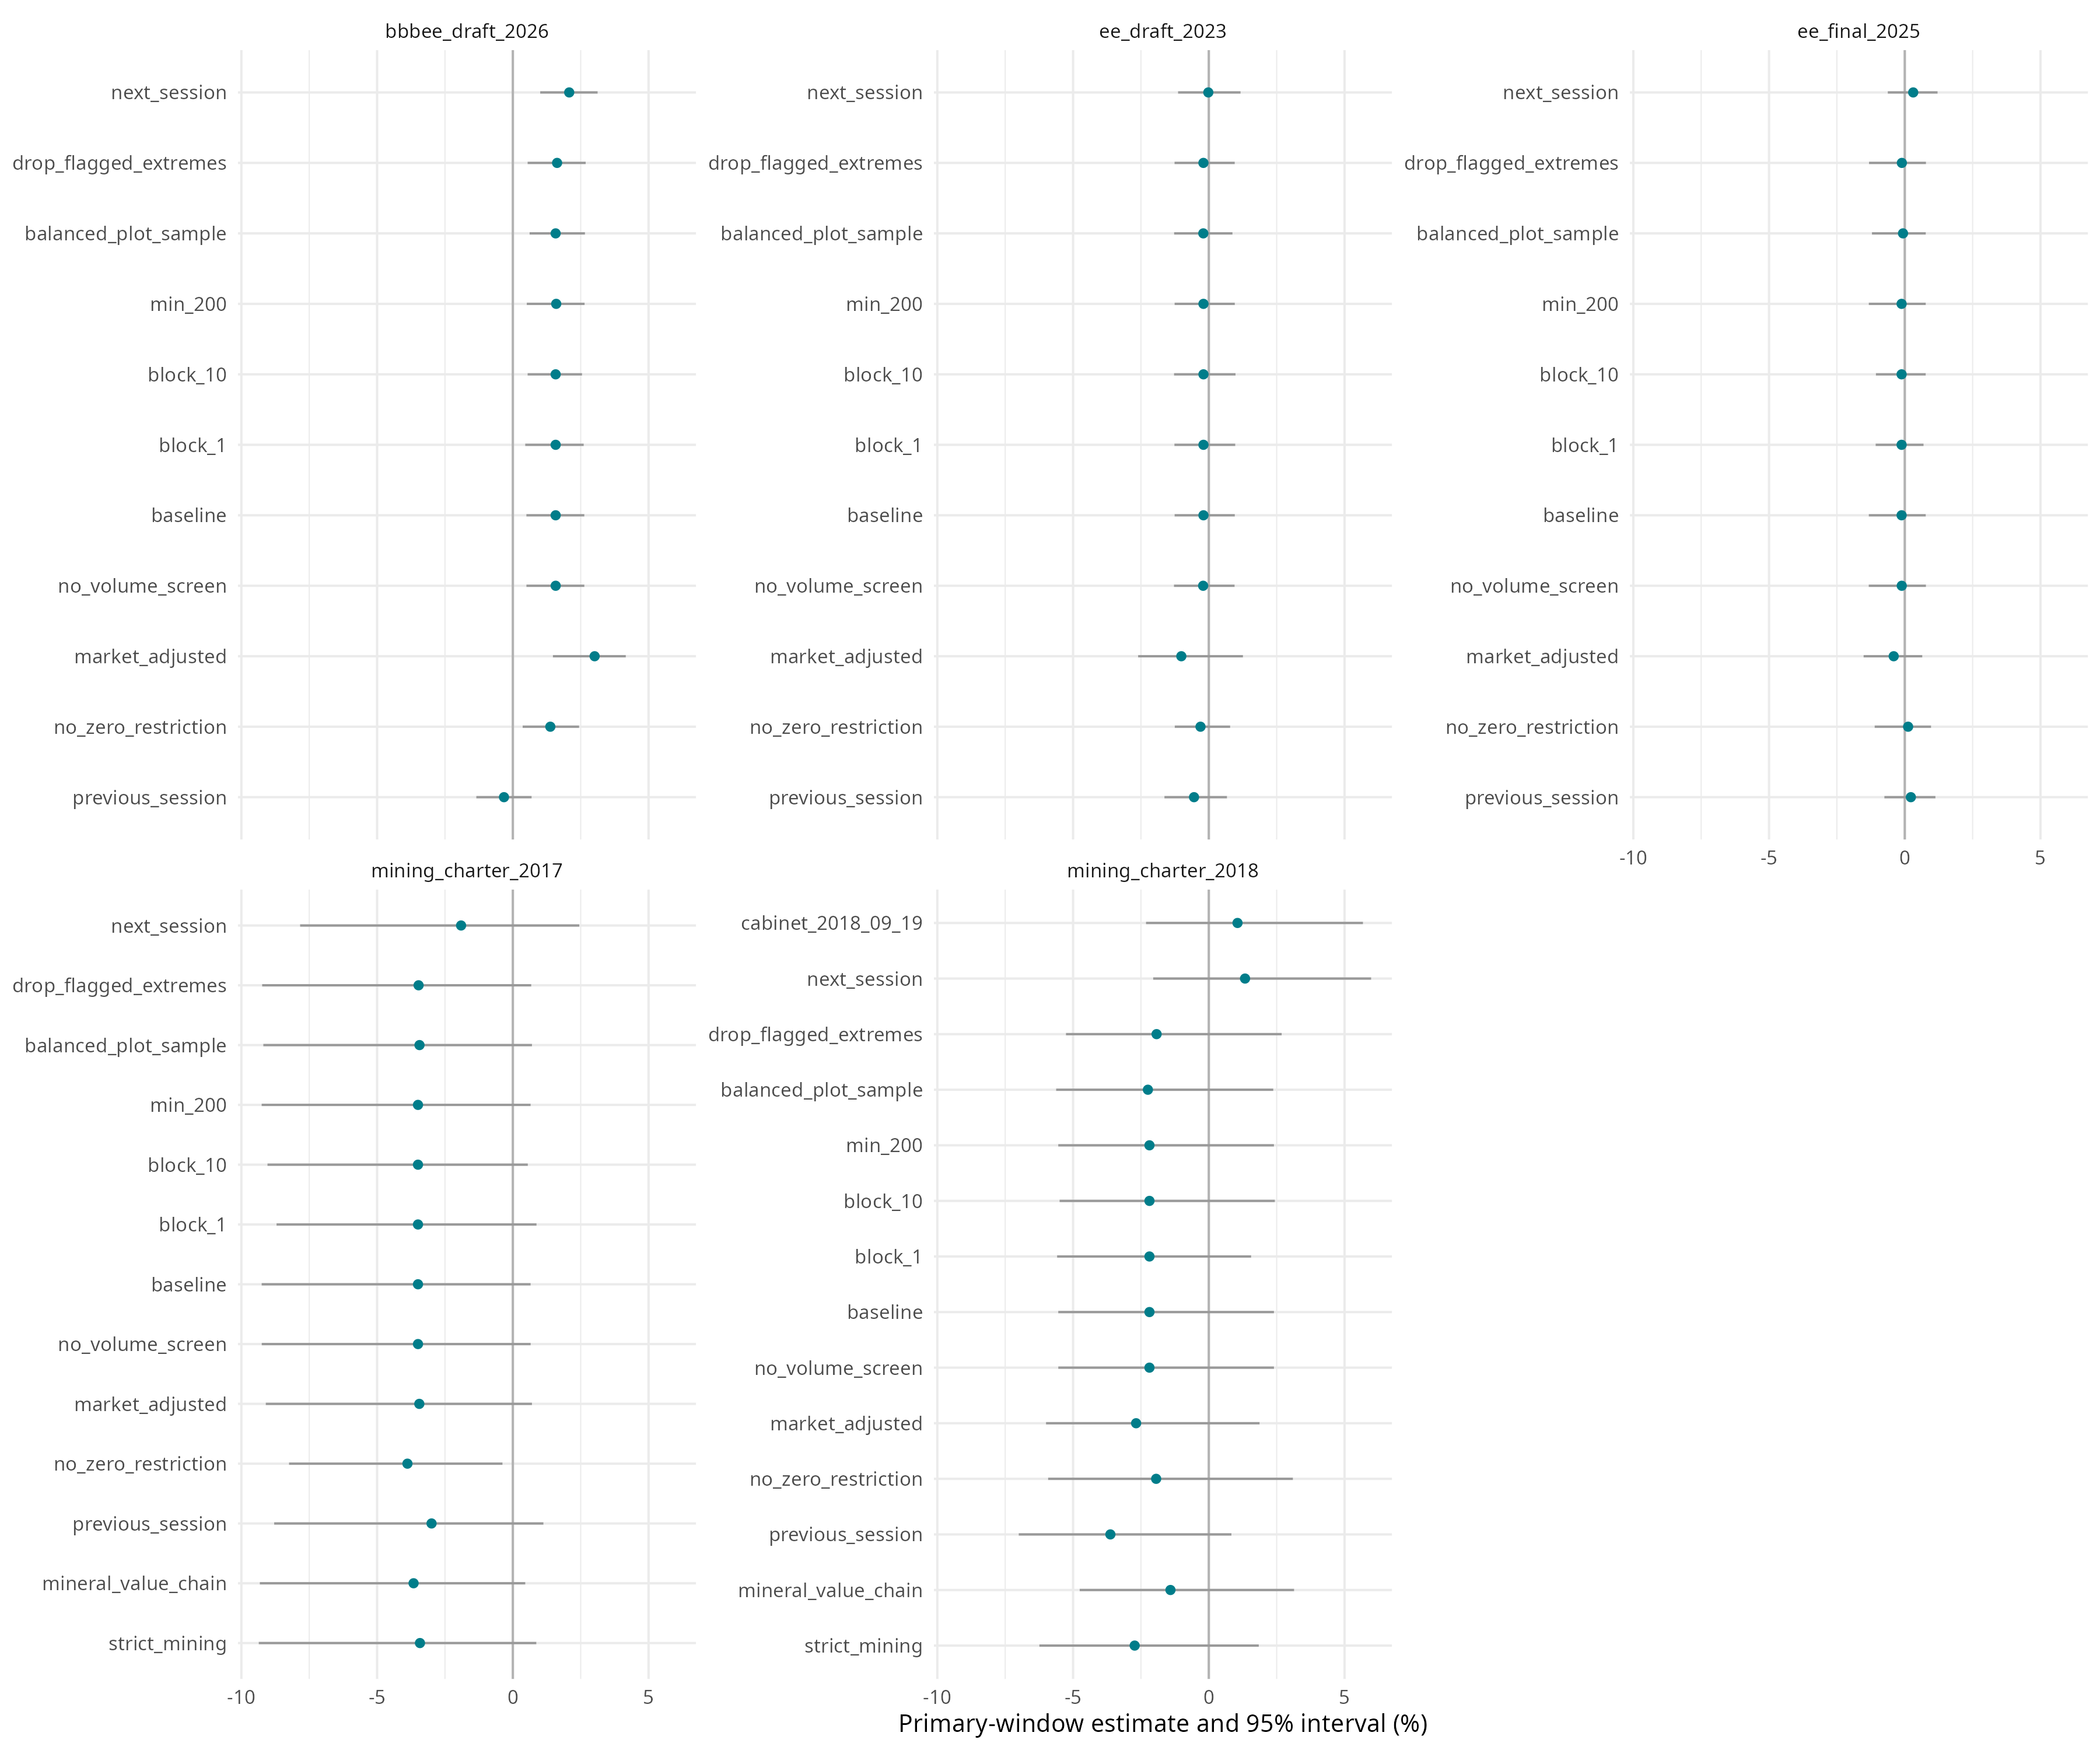 bbbee_draft_2026
next_session
drop_flagged_extremes
balanced_plot_sample
min_200
block_10
block_1
baseline
no_volume_screen
market_adjusted
no_zero_restriction
previous_session
ee_draft_2023
next_session
drop_flagged_extremes
balanced_plot_sample
min_200
block_10
block_1
baseline
no_volume_screen
market_adjusted
no_zero_restriction
previous_session
ee_final_2025
next_session
drop_flagged_extremes
balanced_plot_sample
min_200
block_10
block_1
baseline
no_volume_screen
market_adjusted
no_zero_restriction
previous_session
-10 -5 0 5
mining_charter_2017
next_session
drop_flagged_extremes
balanced_plot_sample
min_200
block_10
block_1
baseline
no_volume_screen
market_adjusted
no_zero_restriction
previous_session
mineral_value_chain
strict_mining
-10 -5 0 5
mining_charter_2018
cabinet_2018_09_19
next_session
drop_flagged_extremes
balanced_plot_sample
min_200
block_10
block_1
baseline
no_volume_screen
market_adjusted
no_zero_restriction
previous_session
mineral_value_chain
strict_mining
-10 -5 0 5
Primary-window estimate and 95% interval (%)